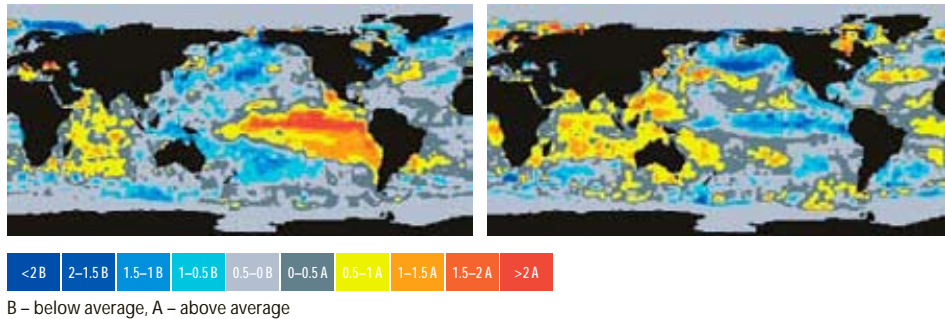 <2 B 2–1.5 B 1.5–1 B 1–0.5 B 0.5–0 B 0–0.5 A 0.5–1 A 1–1.5 A 1.5–2 A >2 A
B – below average, A – above average